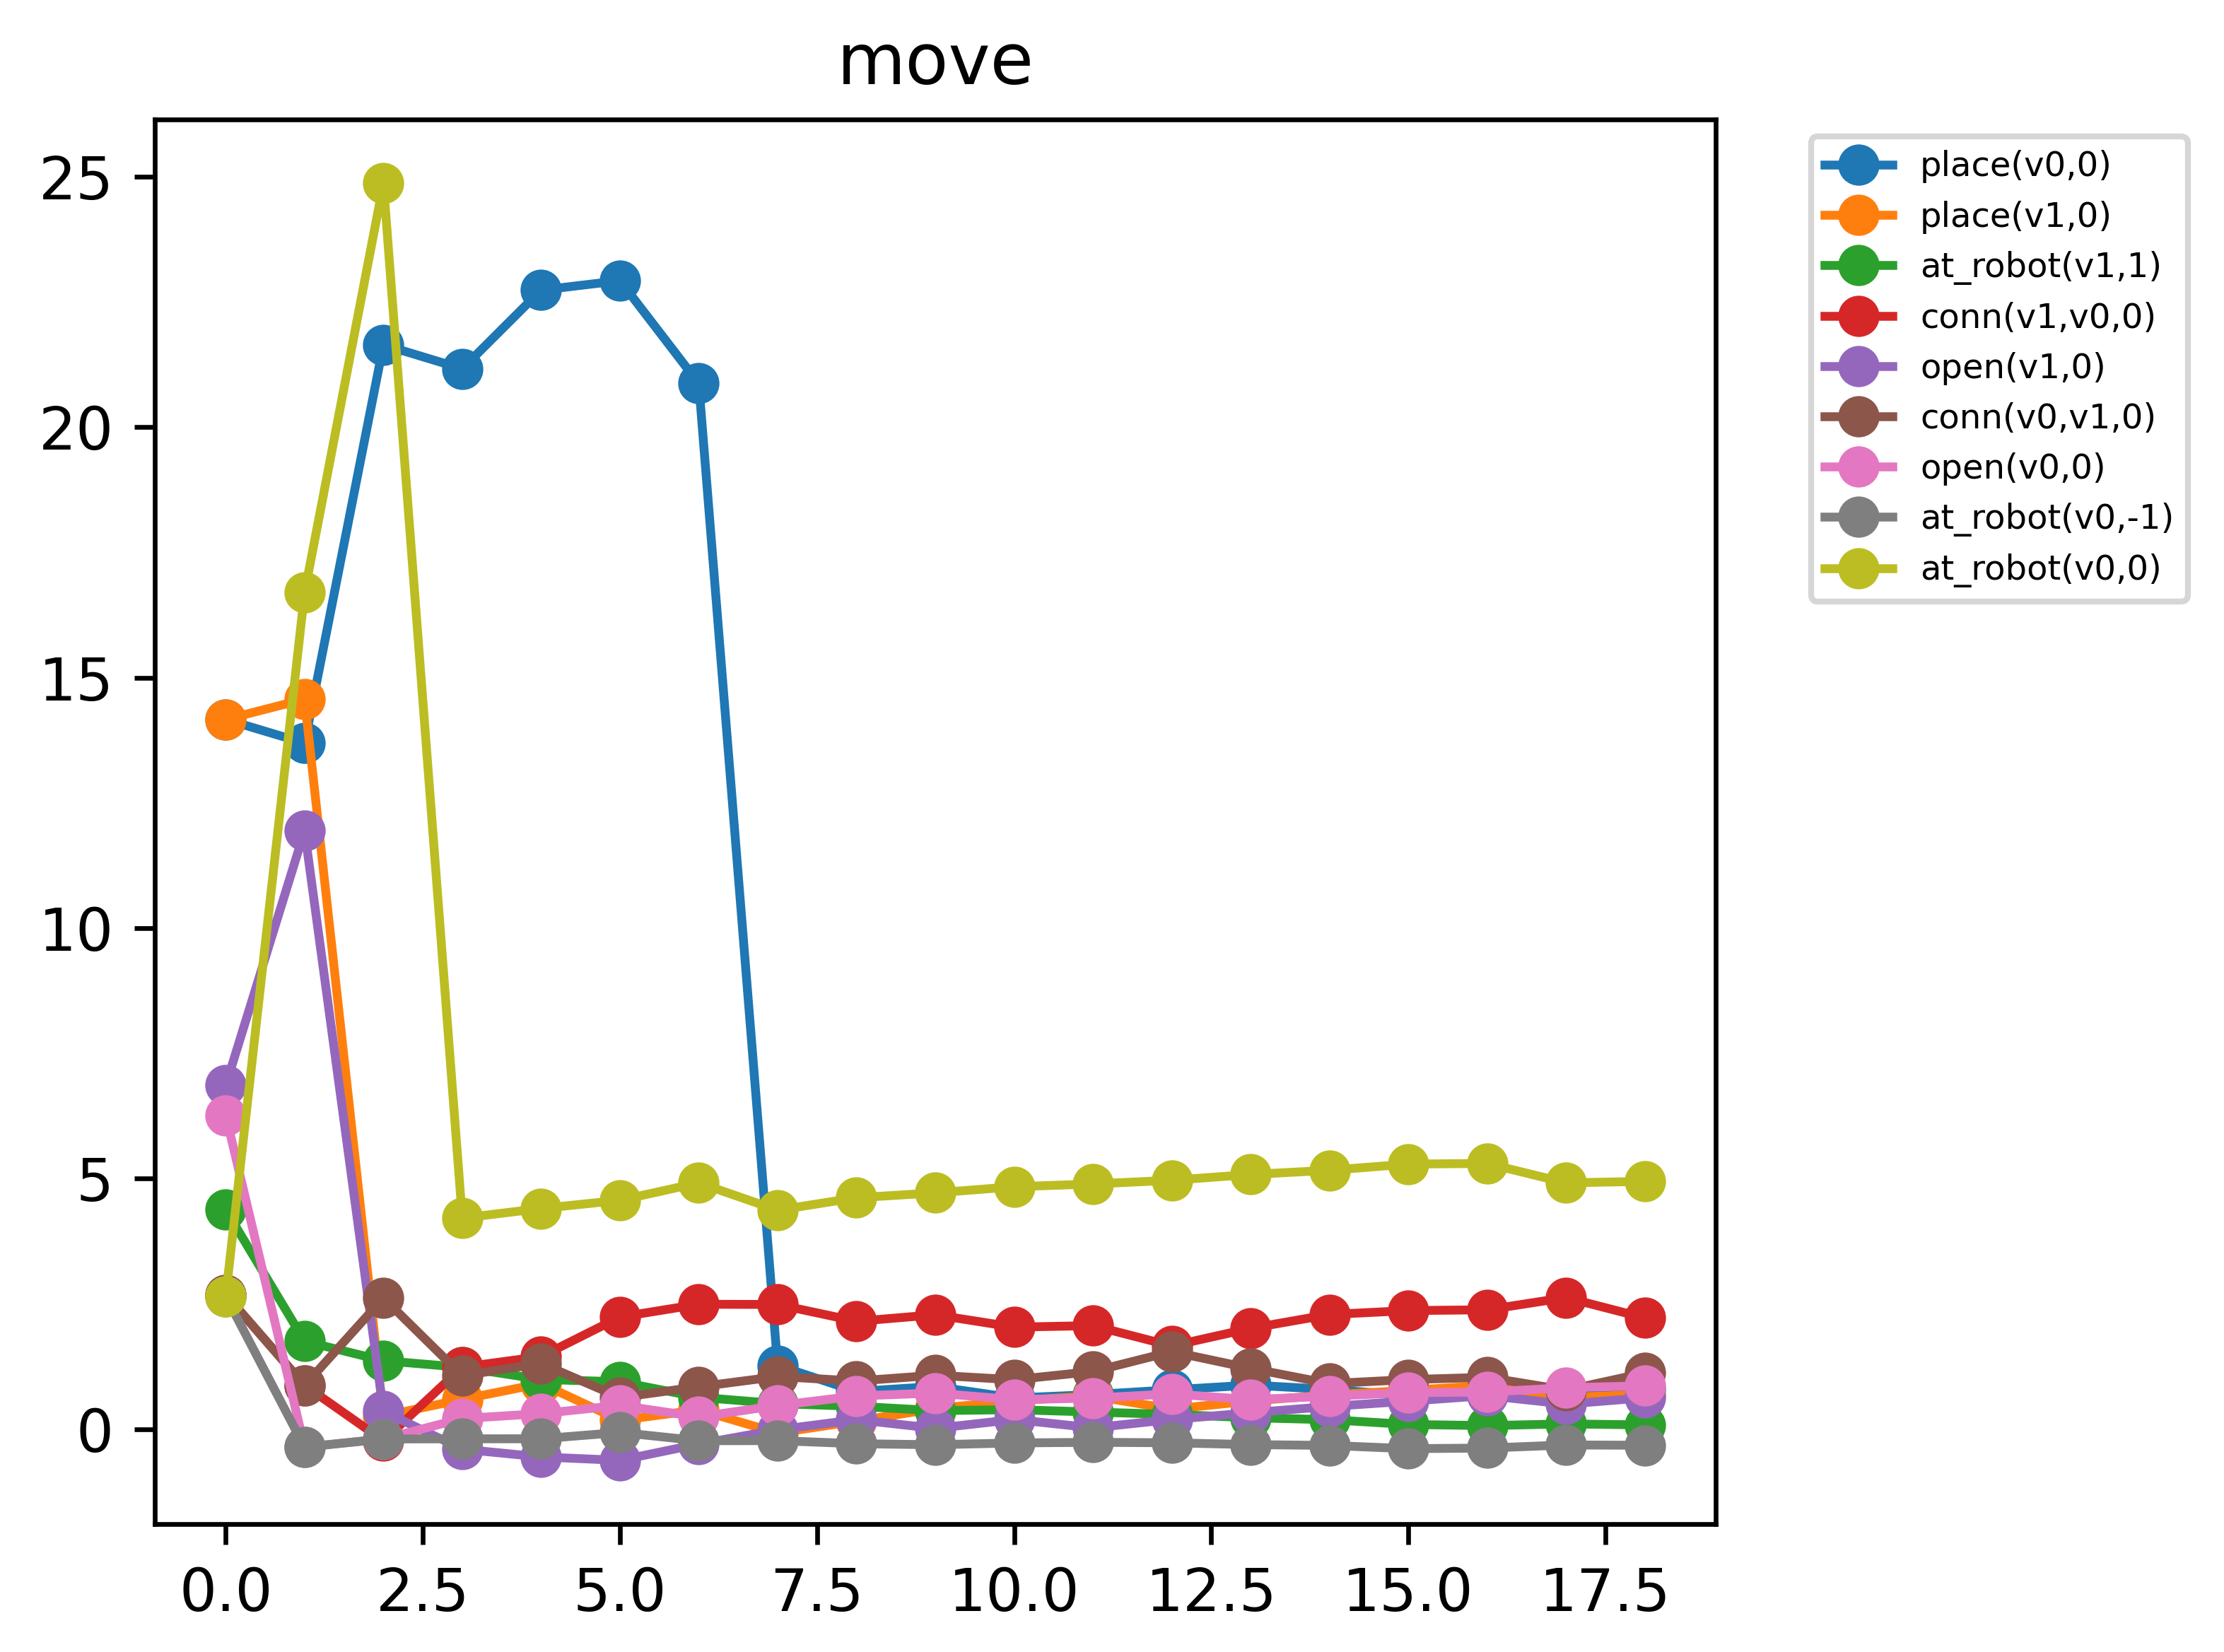 move
25
20
15
10
5
0
0.0 2.5 5.0 7.5 10.0 12.5 15.0 17.5
place(v0,0)
place(v1,0)
at_robot(v1,1)
conn(v1,v0,0)
open(v1,0)
conn(v0,v1,0)
open(v0,0)
at_robot(v0,-1)
at_robot(v0,0)